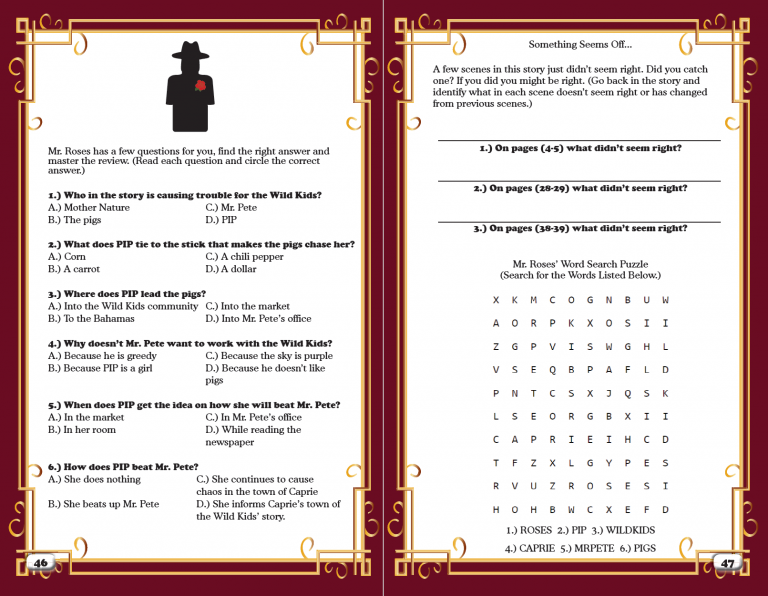 Mr. Roses has a few questions for you, find the right answer and
master the review. (Read each question and circle the correct
answer.)
1.) Who in the story is causing trouble for the Wild Kids?
A.) Mother Nature C.) Mr. Pete
B.) The pigs D.) PIP
2.) What does PIP tie to the stick that makes the pigs chase her?
A.) Corn C.) A chili pepper
B.) A carrot D.) A dollar
3.) Where does PIP lead the pigs?
A.) Into the Wild Kids community C.) Into the market
B.) To the Bahamas D.) Into Mr. Pete's office
4.) Why doesn't Mr. Pete want to work with the Wild Kids?
A.) Because he is greedy C.) Because the sky is purple
B.) Because PIP is a girl D.) Because he doesn't like
pigs
5.) When does PIP get the idea on how she will beat Mr. Pete?
A.) In the market C.) In Mr. Pete's office
B.) In her room D.) While reading the
newspaper
6.) How does PIP beat Mr. Pete?
A.) She does nothing C.) She continues to cause
chaos in the town of Caprie
B.) She beats up Mr. Pete D.) She informs Caprie's town of
the Wild Kids' story.
46
Something Seems Off...
A few scenes in this story just didn't seem right. Did you catch
one? If you did you might be right. (Go back in the story and
identify what in each scene doesn't seem right or has changed
from previous scenes.)
1.) On pages (4-5) what didn't seem right?
2.) On pages (28-29) what didn't seem right?
3.) On pages (38-39) what didn't seem right?
Mr. Roses' Word Search Puzzle
(Search for the Words Listed Below.)
X K M C O G N B U W
A O R P K X O S I I
Z G P V I S W G H L
V S E Q B P A F L D
P N T C S X J Q S K
L S E O R G B X I I
C A P R I E I H C D
T F Z X L G Y P E S
R V U Z R O S E S I
H O H B W C X E F D
1.) ROSES 2.) PIP 3.) WILDKIDS
4.) CAPRIE 5.) MRPETE 6.) PIGS
47